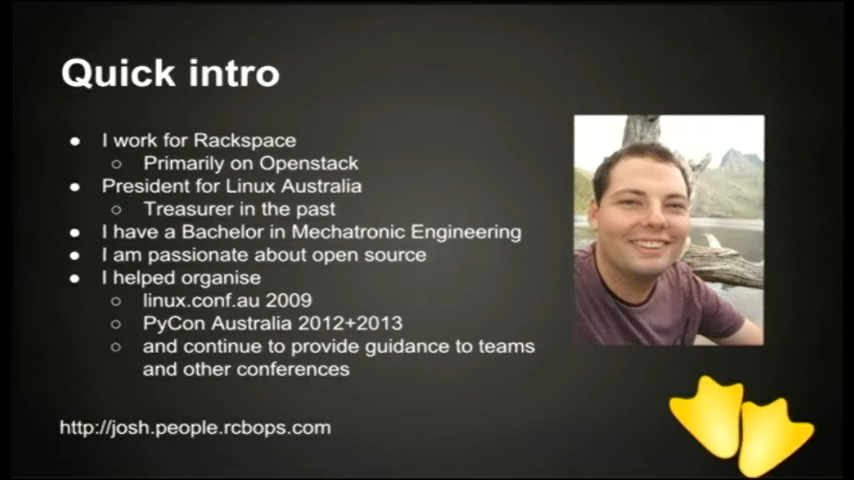 Quick intro
● I work for Rackspace
○ Primarily on Openstack
● President for Linux Australia
○ Treasurer in the past
● I have a Bachelor in Mechatronic Engineering
● I am passionate about open source
● I helped organise
○ linux.conf.au 2009
○ PyCon Australia 2012+2013
○ and continue to provide guidance to teams
and other conferences
http://josh.people.rcbops.com